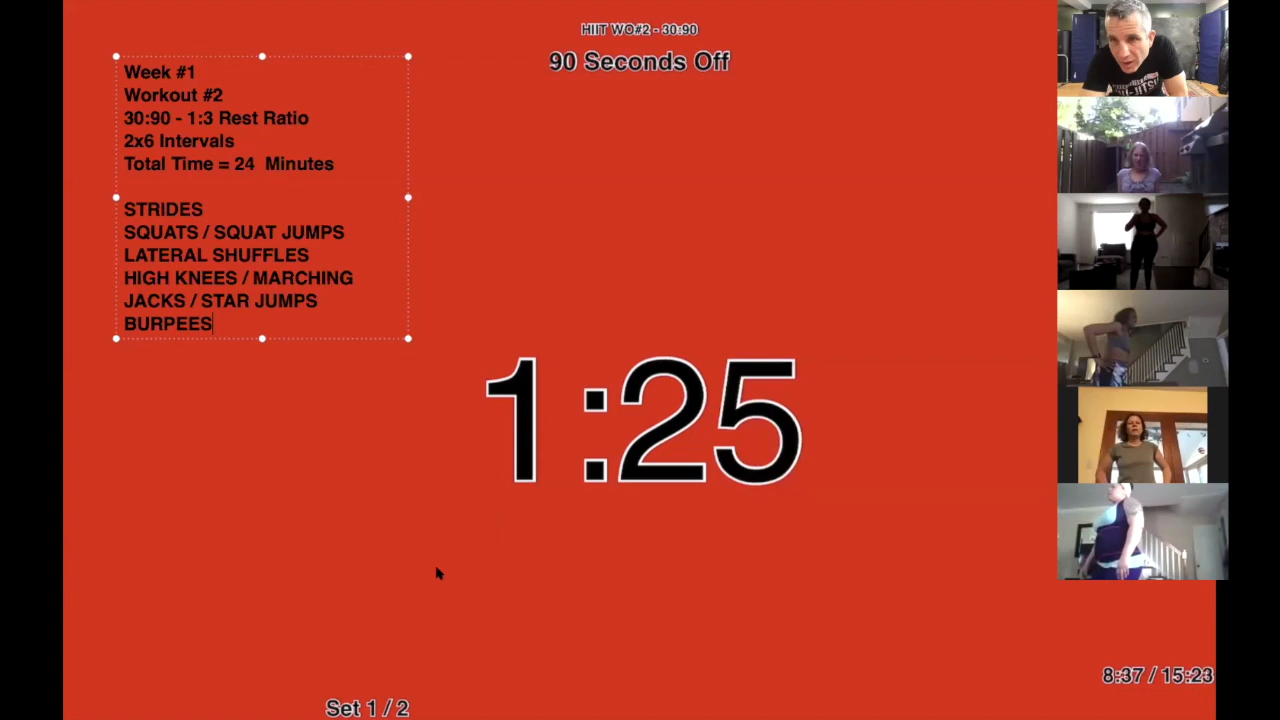 HIIT WO#2 - 30:90
90 Seconds Off
Week #1
Workout #2
30:90 - 1:3 Rest Ratio
2x6 Intervals
Total Time = 24 Minutes
STRIDES
SQUATS / SQUAT JUMPS
LATERAL SHUFFLES
HIGH KNEES / MARCHING
JACKS / STAR JUMPS
BURPEES
1:25
8:37 / 15:23
Set 1 / 2